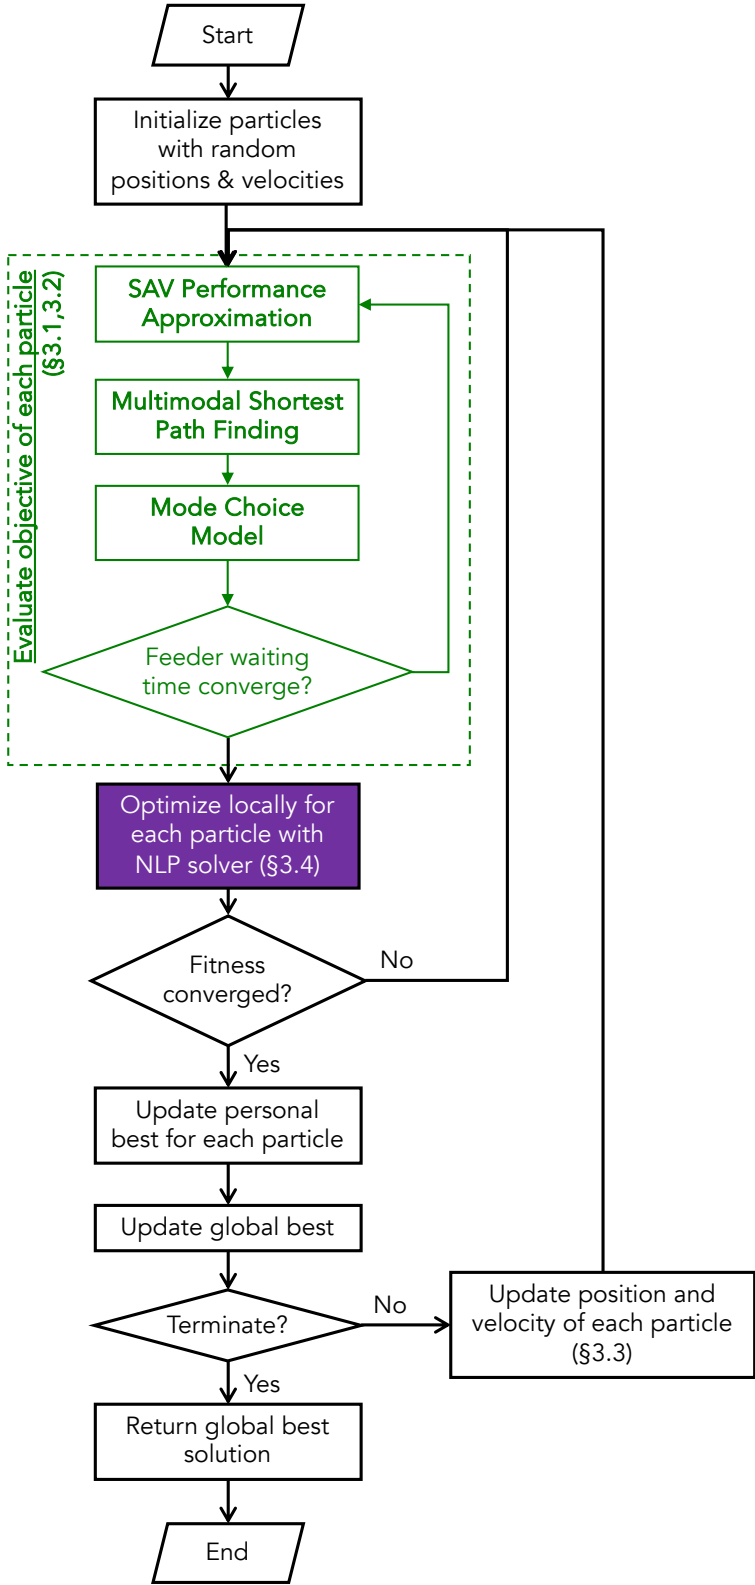 Start
Initialize particles
with random
positions & velocities
Evaluate objective of each particle
(§3.1,3.2)
SAV Performance
Approximation
Multimodal Shortest
Path Finding
Mode Choice
Model
Feeder waiting
time converge?
Optimize locally for
each particle with
NLP solver (§3.4)
Fitness
converged?
No
Yes
Update personal
best for each particle
Update global best
Terminate?
No
Update position and
velocity of each particle
(§3.3)
Yes
Return global best
solution
End